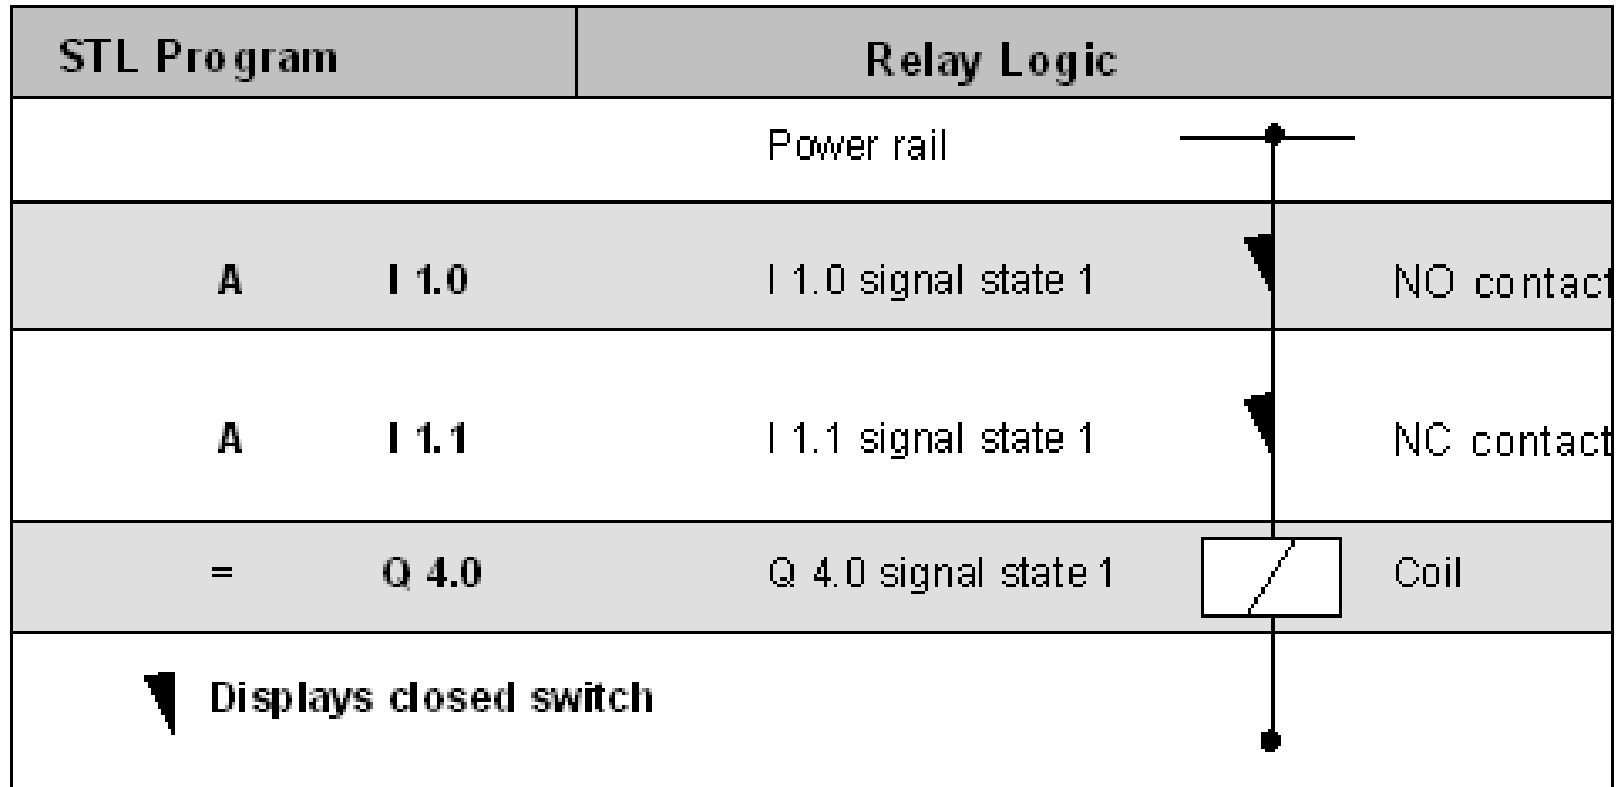 STL Program Relay Logic
Power rail
A I 1.0 I 1.0 signal state 1 NO contact
A I 1.1 I 1.1 signal state 1 NC contact
= Q 4.0 Q 4.0 signal state 1 Coil
Displays closed switch